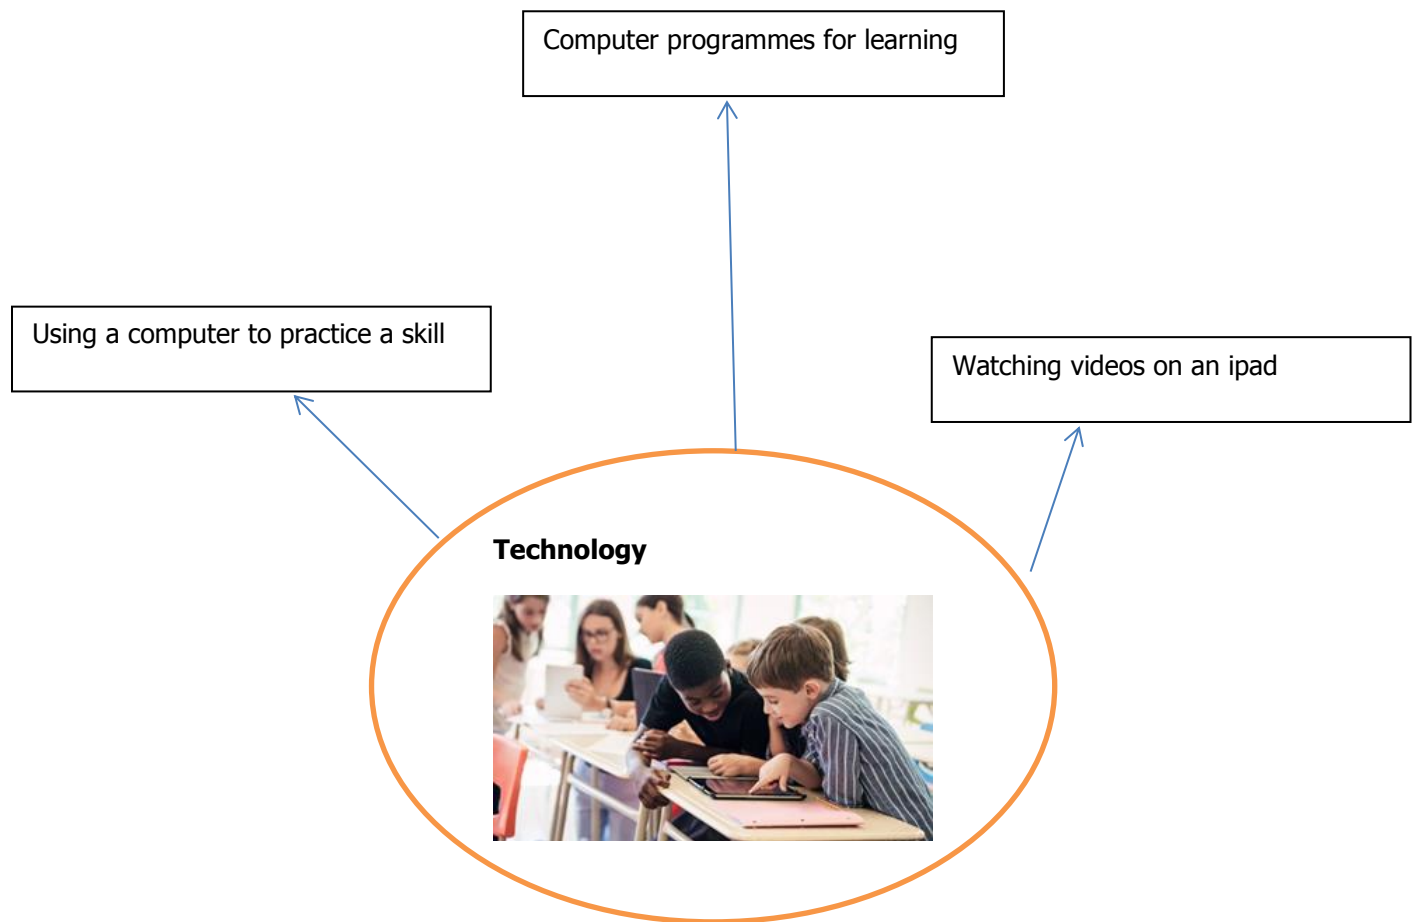 Computer programmes for learning
Using a computer to practice a skill
Watching videos on an ipad
Technology